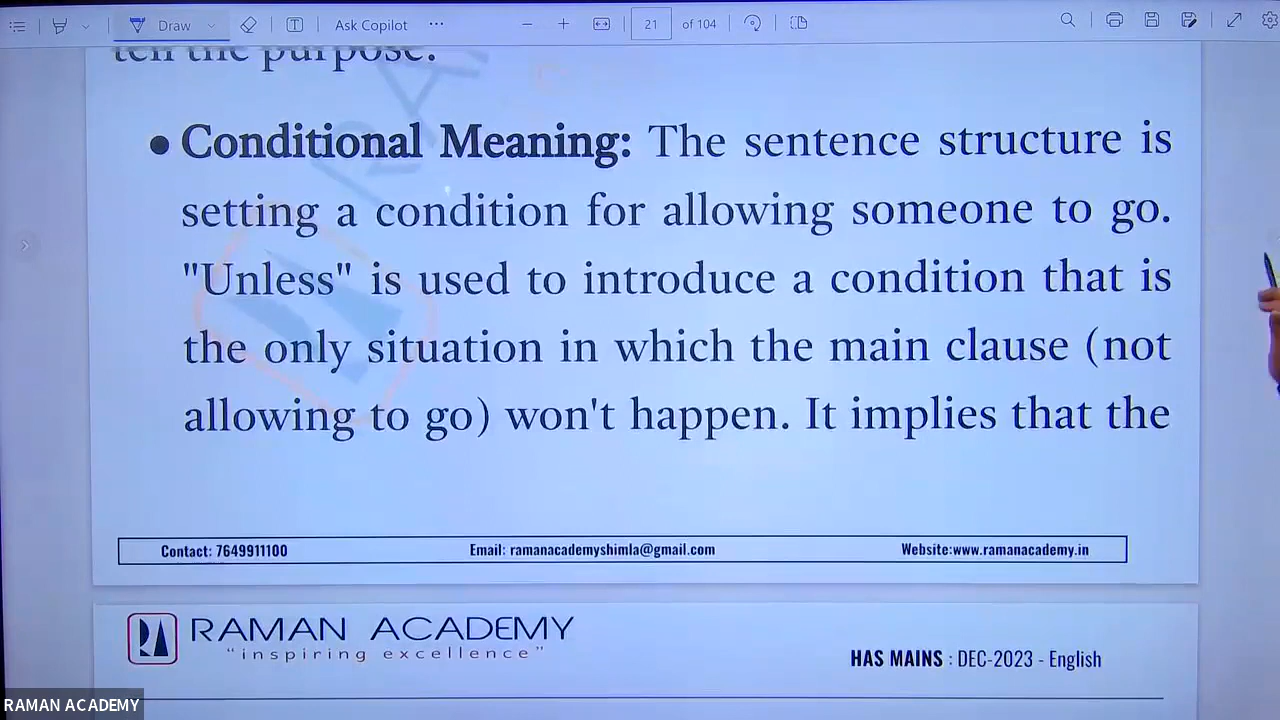 Draw
Ask Copilot
21 of 104
tell the purpose.
• Conditional Meaning: The sentence structure is
setting a condition for allowing someone to go.
"Unless" is used to introduce a condition that is
the only situation in which the main clause (not
allowing to go) won't happen. It implies that the
Contact: 7649911100 Email: ramanacademyshimla@gmail.com Website:www.ramanacademy.in
RAMAN ACADEMY
"inspiring excellence"
HAS MAINS : DEC-2023 - English
RAMAN ACADEMY